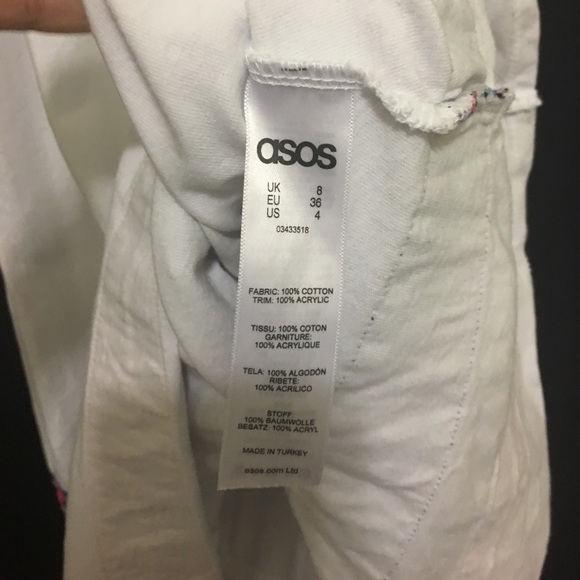 asos
UK 8
EU 36
US 4
03433518
FABRIC: 100% COTTON
TRIM: 100% ACRYLIC
TISSU: 100% COTON
GARNITURE:
100% ACRYLIQUE
TELA: 100% ALGODÓN
RIBETE:
100% ACRILICO
STOFF:
100% BAUMWOLLE
BESATZ: 100% ACRYL
MADE IN TURKEY
asos.com Ltd